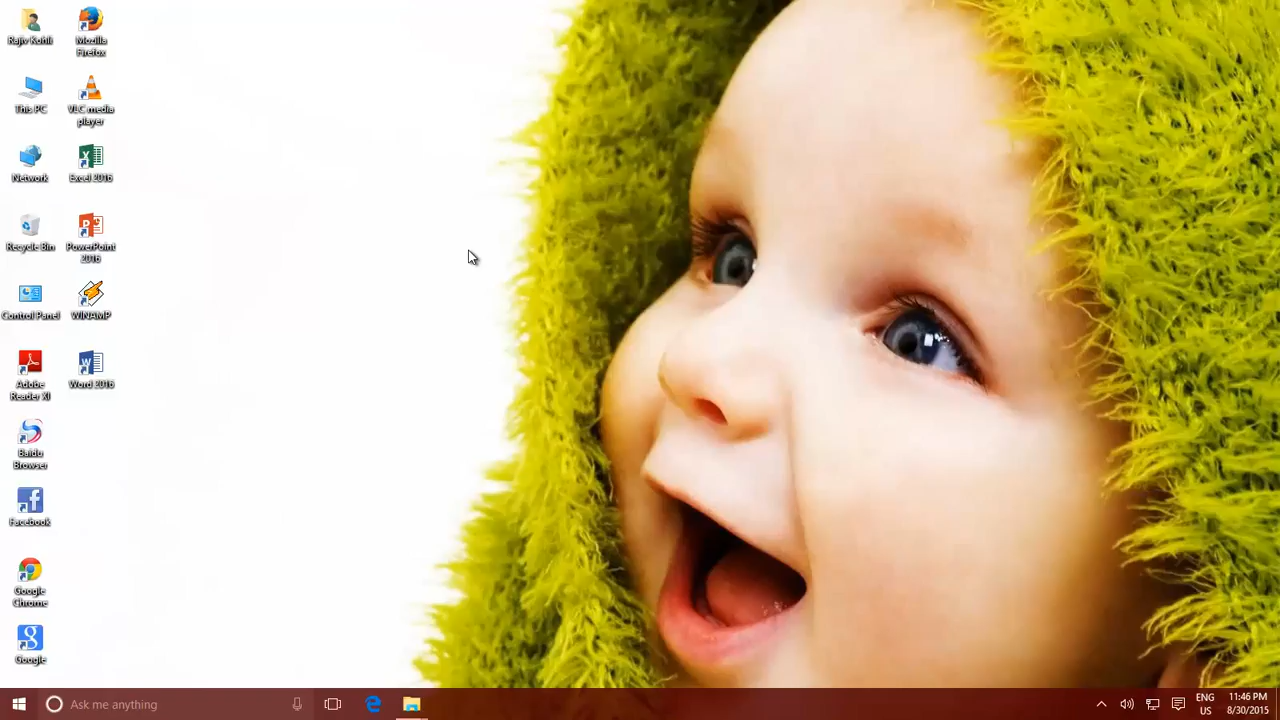 Rajiv Kohli
This PC
Network
Recycle Bin
Control Panel
Adobe
Reader XI
Baidu
Browser
Facebook
Google
Chrome
Google
Mozilla
Firefox
VLC media
player
Excel 2016
PowerPoint
2016
WINAMP
Word 2016
Ask me anything
ENG
US
11:46 PM
8/30/2015